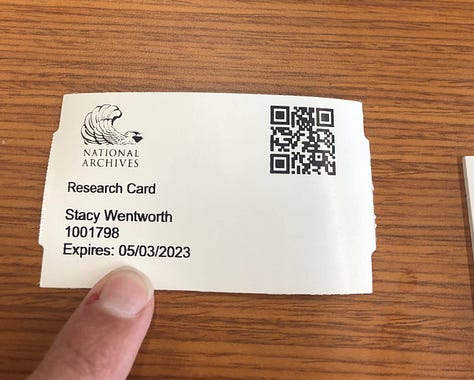 NATIONAL
ARCHIVES
Research Card
Stacy Wentworth
1001798
Expires: 05/03/2023